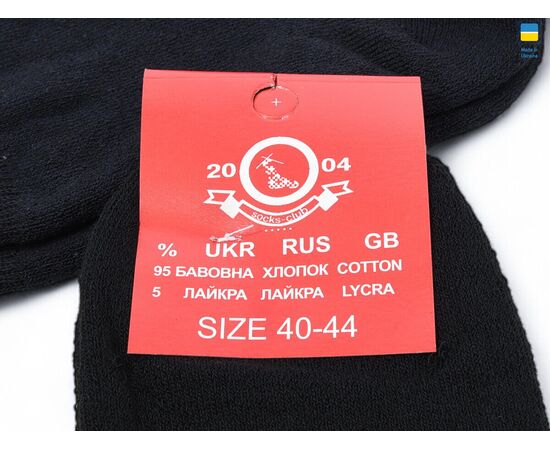 Made in
Ukraine
20 04
socks-club
% UKR RUS GB
95 БАВОВНА ХЛОПОК COTTON
5 ЛАЙКРА ЛАЙКРА LYCRA
SIZE 40-44